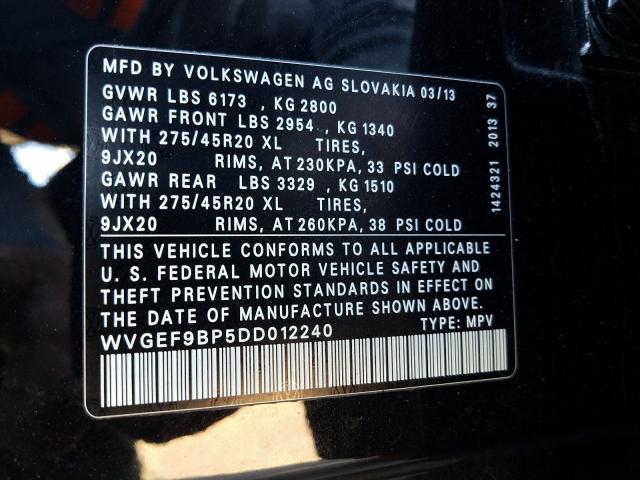 MFD BY VOLKSWAGEN AG SLOVAKIA 03/13
GVWR LBS 6173 , KG 2800
GAWR FRONT LBS 2954 , KG 1340
WITH 275/45R20 XL TIRES,
9JX20 RIMS, AT 230KPA, 33 PSI COLD
GAWR REAR LBS 3329 , KG 1510
WITH 275/45R20 XL TIRES,
9JX20 RIMS, AT 260KPA, 38 PSI COLD
THIS VEHICLE CONFORMS TO ALL APPLICABLE
U. S. FEDERAL MOTOR VEHICLE SAFETY AND
THEFT PREVENTION STANDARDS IN EFFECT ON
THE DATE OF MANUFACTURE SHOWN ABOVE.
WVGEF9BP5DD012240 TYPE: MPV
1424321 2013 37